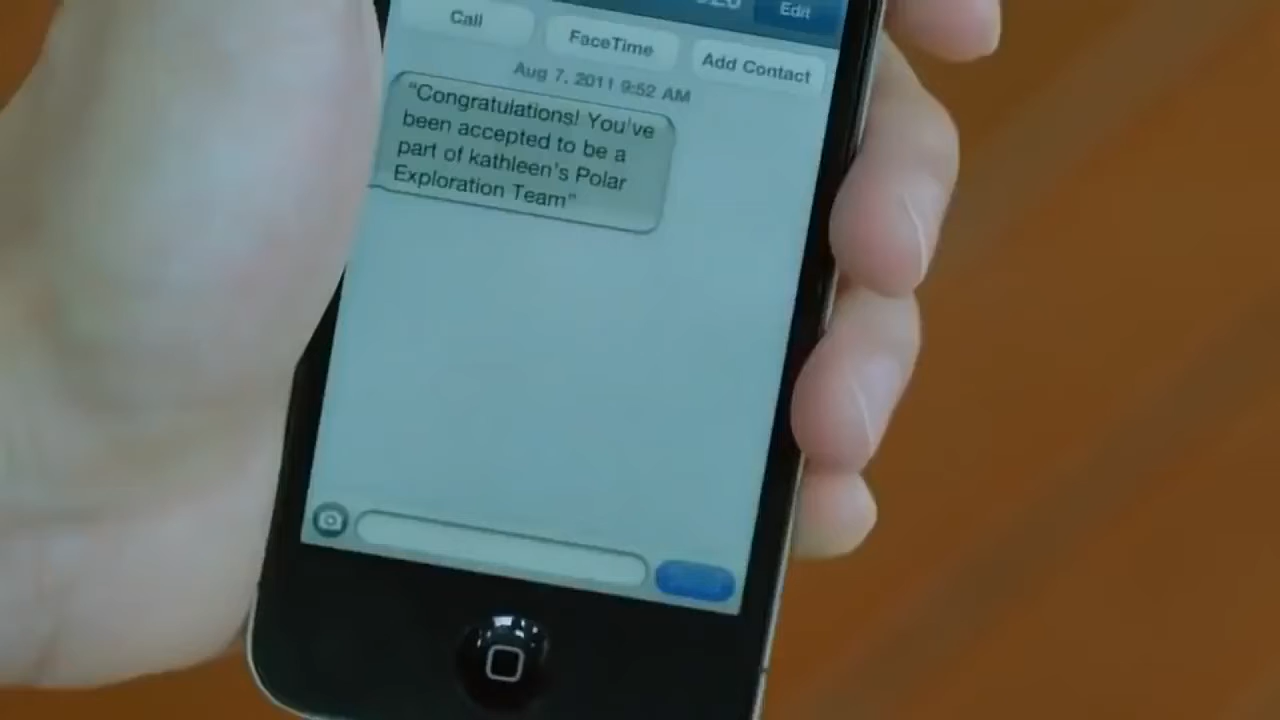 Edit
Call
FaceTime
Add Contact
Aug 7, 2011 9:52 AM
“Congratulations! You've
been accepted to be a
part of kathleen's Polar
Exploration Team”